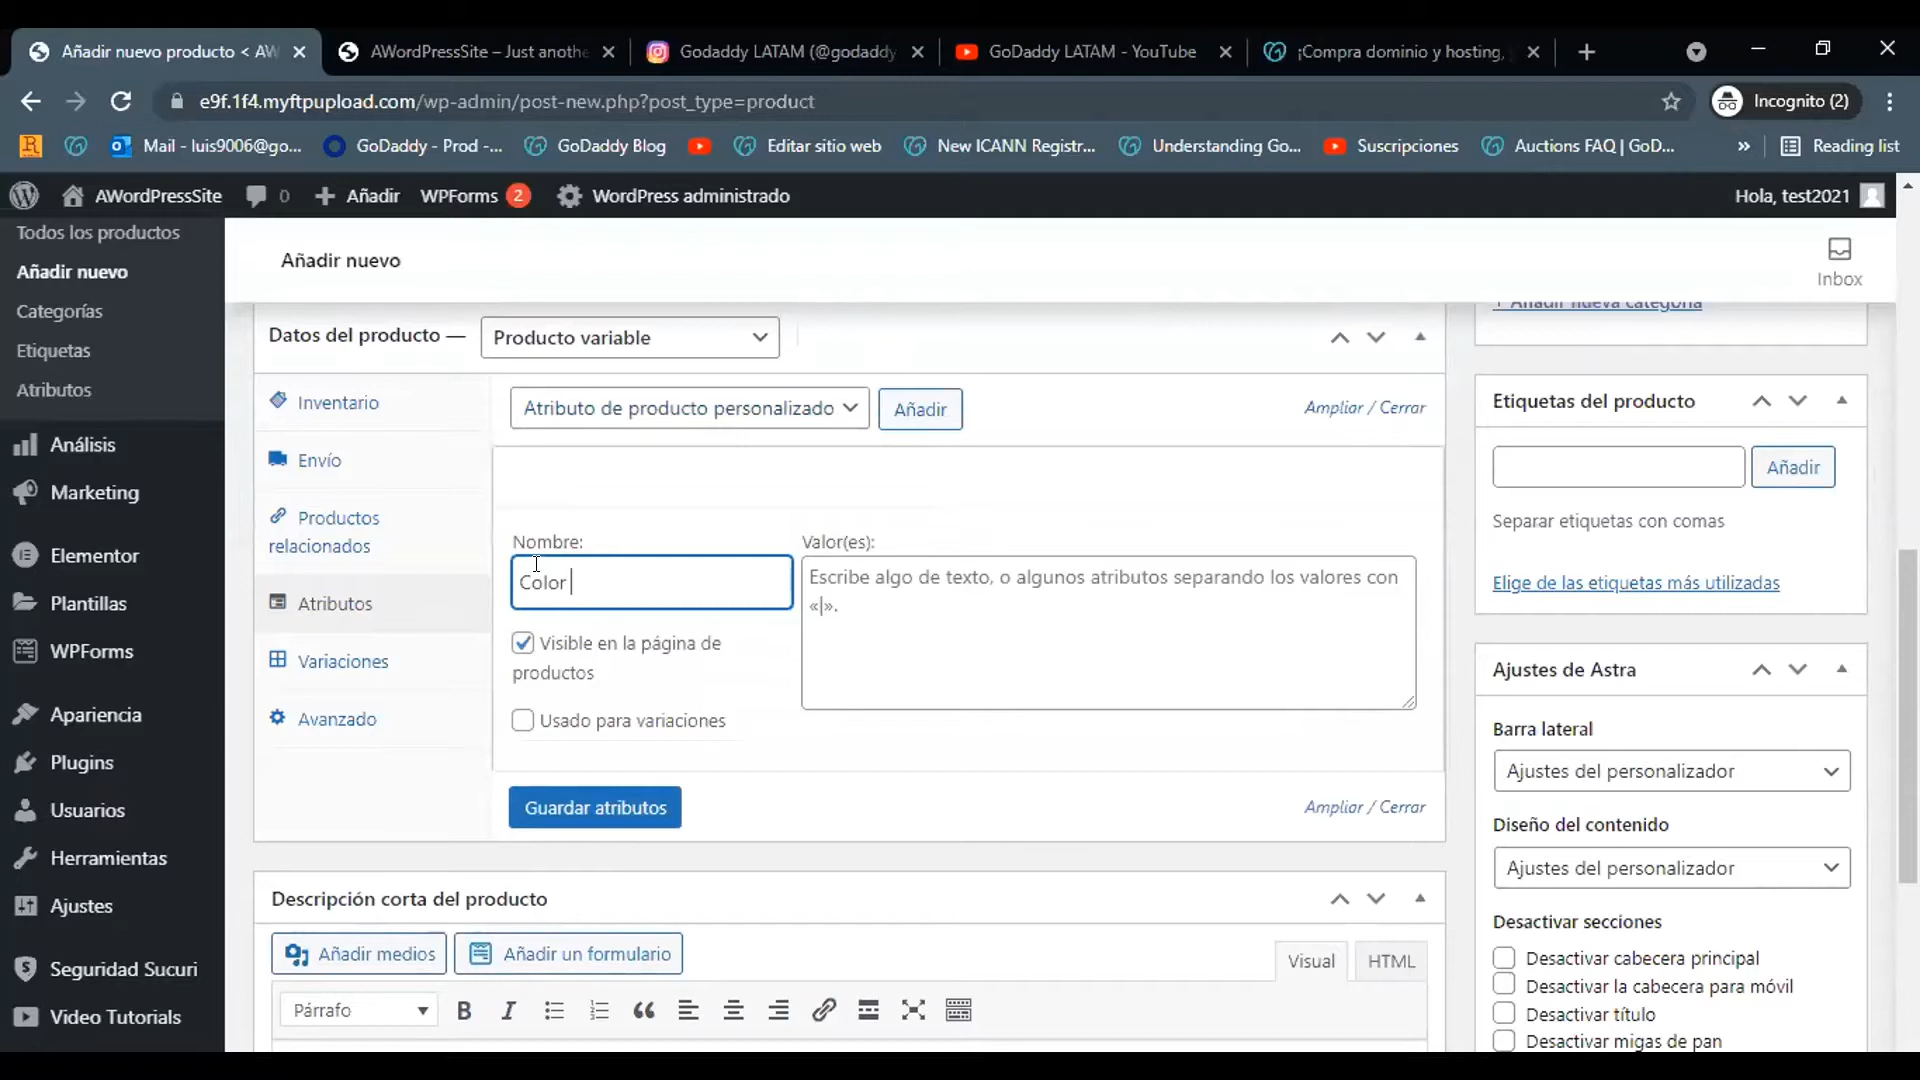 Añadir nuevo producto < AW
AWordPressSite – Just anothe
Godaddy LATAM (@godaddy
GoDaddy LATAM - YouTube
¡Compra dominio y hosting,
e9f.1f4.myftpupload.com/wp-admin/post-new.php?post_type=product
Incognito (2)
Mail - luis9006@go...
GoDaddy - Prod -...
GoDaddy Blog
Editar sitio web
New ICANN Registr...
Understanding Go...
Suscripciones
Auctions FAQ | GoD...
»
Reading list
AWordPressSite
0
Añadir
WPForms 2
WordPress administrado
Hola, test2021
Todos los productos
Añadir nuevo
Categorías
Etiquetas
Atributos
Análisis
Marketing
Elementor
Plantillas
WPForms
Apariencia
Plugins
Usuarios
Herramientas
Ajustes
Seguridad Sucuri
Video Tutorials
Añadir nuevo
Inbox
Datos del producto —
Producto variable
Inventario
Envío
Productos
relacionados
Atributos
Variaciones
Avanzado
Atributo de producto personalizado
Añadir
Ampliar / Cerrar
Nombre:
Color
Valor(es):
Escribe algo de texto, o algunos atributos separando los valores con
«|».
Visible en la página de
productos
Usado para variaciones
Guardar atributos
Ampliar / Cerrar
Descripción corta del producto
Añadir medios
Añadir un formulario
Visual
HTML
Párrafo
B
I
+ Añadir nueva categoría
Etiquetas del producto
Añadir
Separar etiquetas con comas
Elige de las etiquetas más utilizadas
Ajustes de Astra
Barra lateral
Ajustes del personalizador
Diseño del contenido
Ajustes del personalizador
Desactivar secciones
Desactivar cabecera principal
Desactivar la cabecera para móvil
Desactivar título
Desactivar migas de pan